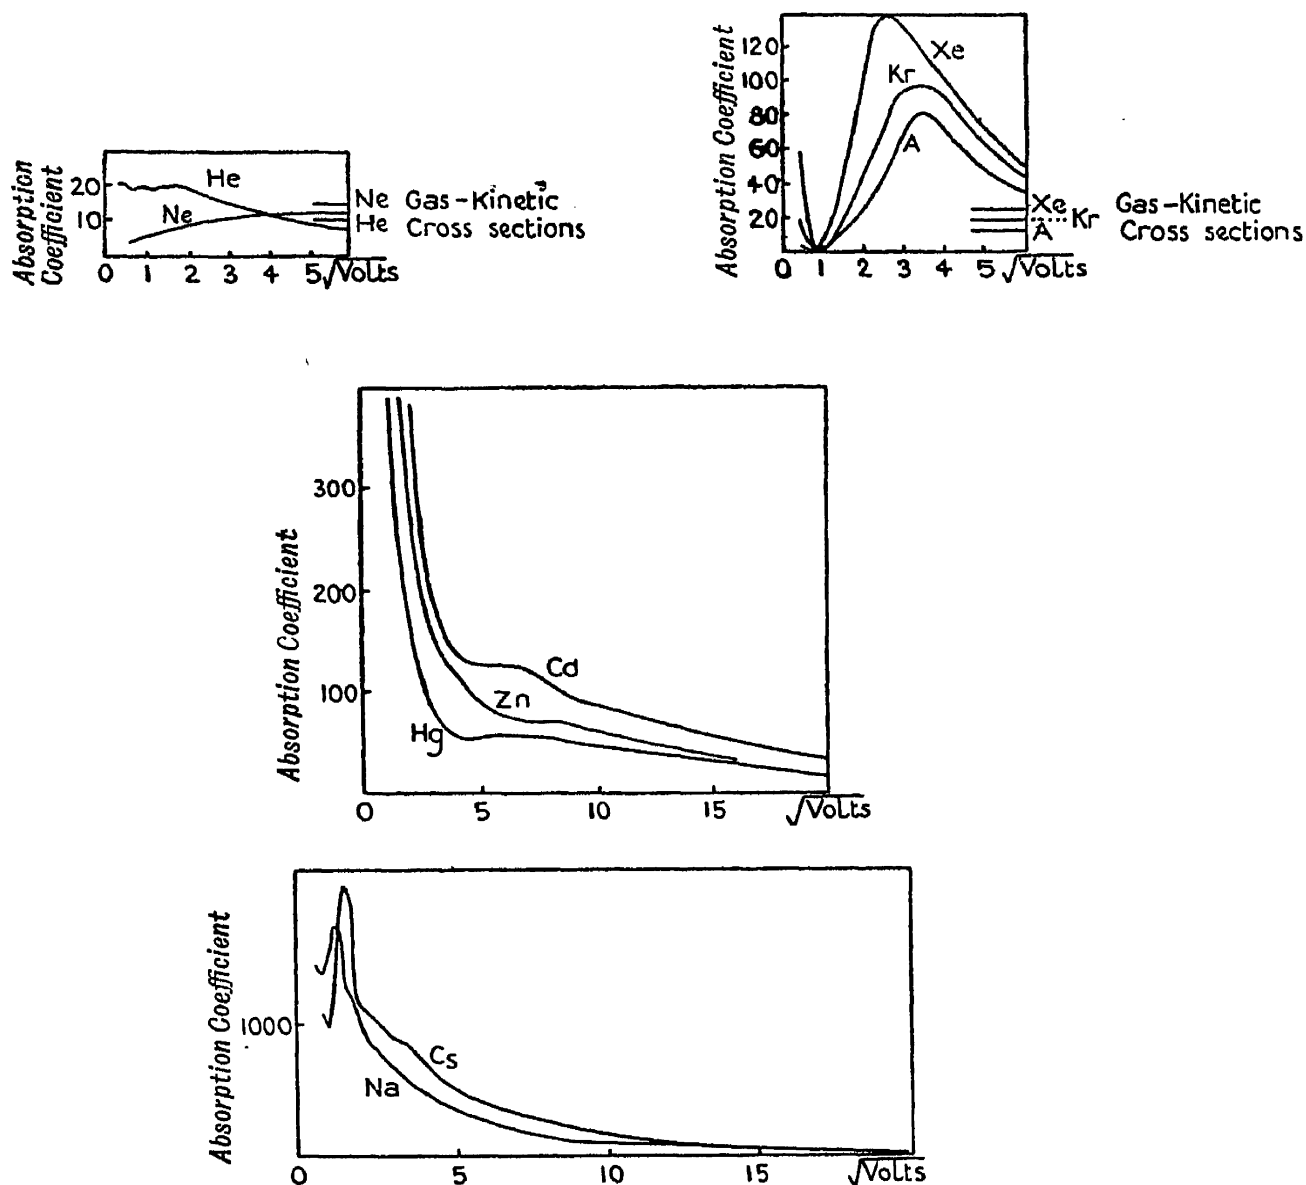 Absorption
Coefficient
20
10
He
Ne
Ne Gas-Kinetic
He Cross sections
0 1 2 3 4 5 √Volts
Absorption Coefficient
120
100
80
60
40
20
Xe
Kr
A
Xe Gas-Kinetic
Kr
A Cross sections
0 1 2 3 4 5 √Volts
Absorption Coefficient
300
200
100
Cd
Zn
Hg
0 5 10 15 √Volts
Absorption Coefficient
1000
Cs
Na
0 5 10 15 √Volts